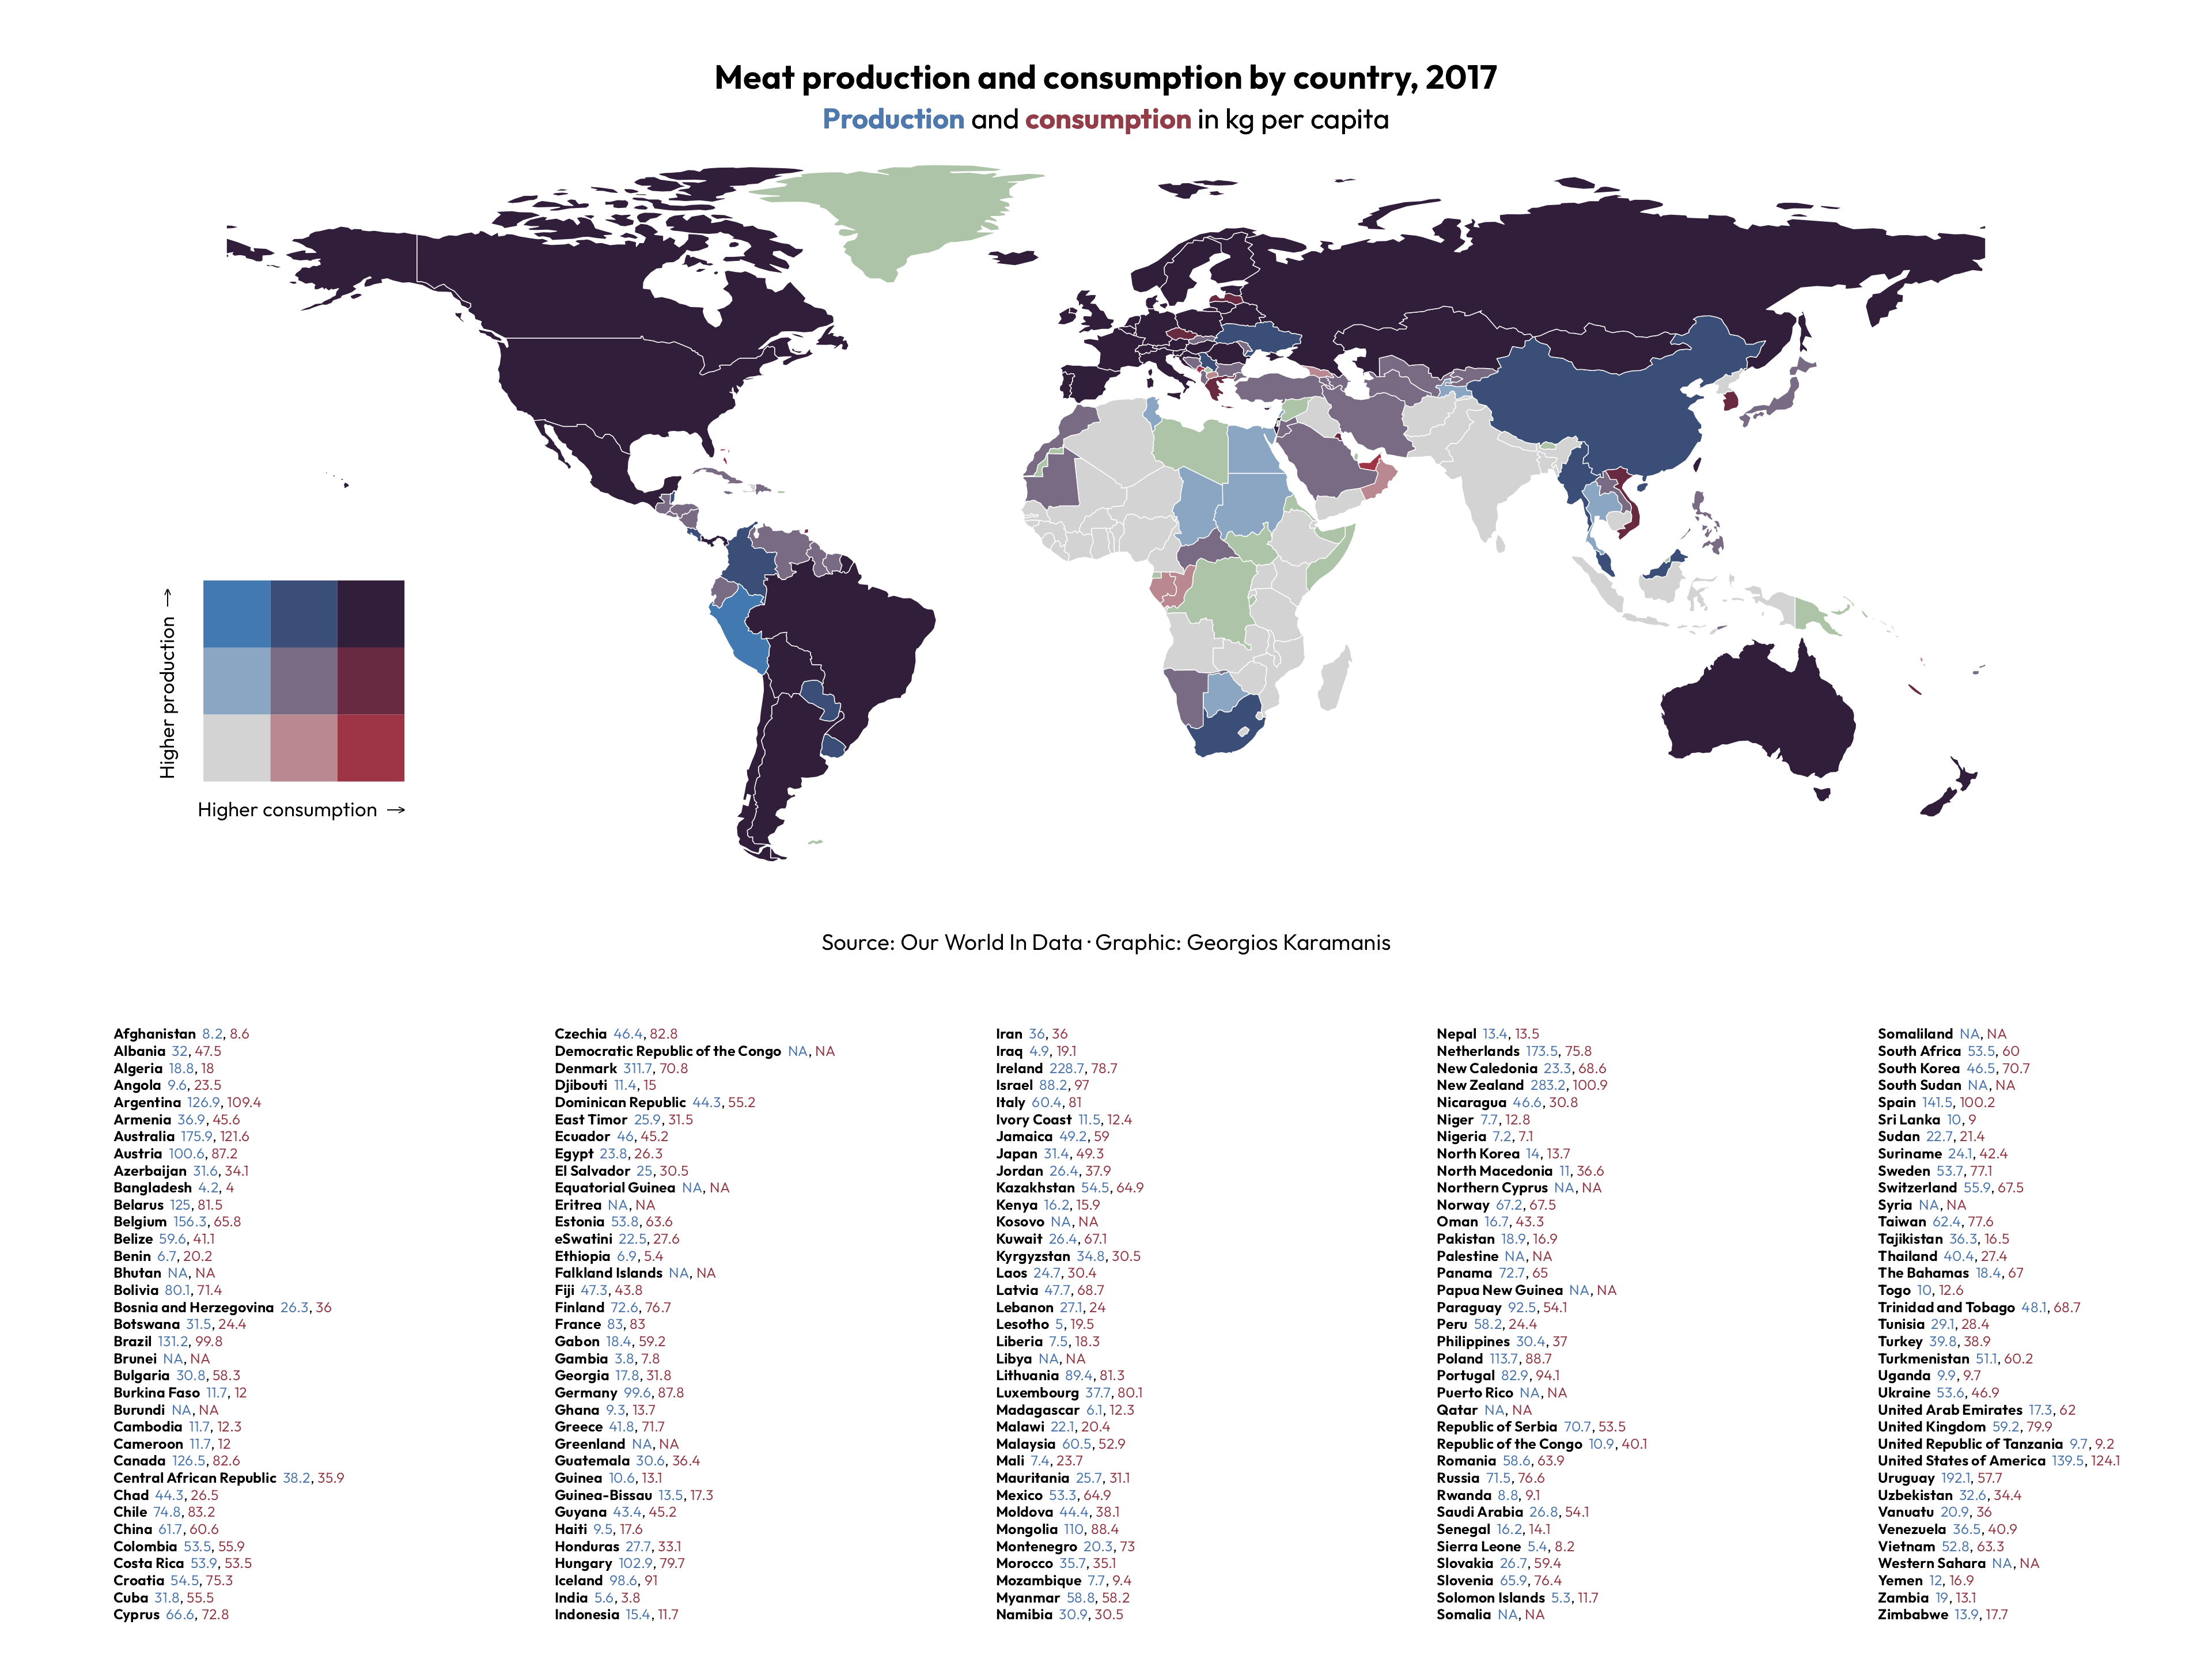 Meat production and consumption by country, 2017
Production and consumption in kg per capita
Higher production →
Higher consumption →
Source: Our World In Data · Graphic: Georgios Karamanis
Afghanistan 8.2, 8.6
Albania 32, 47.5
Algeria 18.8, 18
Angola 9.6, 23.5
Argentina 126.9, 109.4
Armenia 36.9, 45.6
Australia 175.9, 121.6
Austria 100.6, 87.2
Azerbaijan 31.6, 34.1
Bangladesh 4.2, 4
Belarus 125, 81.5
Belgium 156.3, 65.8
Belize 59.6, 41.1
Benin 6.7, 20.2
Bhutan NA, NA
Bolivia 80.1, 71.4
Bosnia and Herzegovina 26.3, 36
Botswana 31.5, 24.4
Brazil 131.2, 99.8
Brunei NA, NA
Bulgaria 30.8, 58.3
Burkina Faso 11.7, 12
Burundi NA, NA
Cambodia 11.7, 12.3
Cameroon 11.7, 12
Canada 126.5, 82.6
Central African Republic 38.2, 35.9
Chad 44.3, 26.5
Chile 74.8, 83.2
China 61.7, 60.6
Colombia 53.5, 55.9
Costa Rica 53.9, 53.5
Croatia 54.5, 75.3
Cuba 31.8, 55.5
Cyprus 66.6, 72.8
Czechia 46.4, 82.8
Democratic Republic of the Congo NA, NA
Denmark 311.7, 70.8
Djibouti 11.4, 15
Dominican Republic 44.3, 55.2
East Timor 25.9, 31.5
Ecuador 46, 45.2
Egypt 23.8, 26.3
El Salvador 25, 30.5
Equatorial Guinea NA, NA
Eritrea NA, NA
Estonia 53.8, 63.6
eSwatini 22.5, 27.6
Ethiopia 6.9, 5.4
Falkland Islands NA, NA
Fiji 47.3, 43.8
Finland 72.6, 76.7
France 83, 83
Gabon 18.4, 59.2
Gambia 3.8, 7.8
Georgia 17.8, 31.8
Germany 99.6, 87.8
Ghana 9.3, 13.7
Greece 41.8, 71.7
Greenland NA, NA
Guatemala 30.6, 36.4
Guinea 10.6, 13.1
Guinea-Bissau 13.5, 17.3
Guyana 43.4, 45.2
Haiti 9.5, 17.6
Honduras 27.7, 33.1
Hungary 102.9, 79.7
Iceland 98.6, 91
India 5.6, 3.8
Indonesia 15.4, 11.7
Iran 36, 36
Iraq 4.9, 19.1
Ireland 228.7, 78.7
Israel 88.2, 97
Italy 60.4, 81
Ivory Coast 11.5, 12.4
Jamaica 49.2, 59
Japan 31.4, 49.3
Jordan 26.4, 37.9
Kazakhstan 54.5, 64.9
Kenya 16.2, 15.9
Kosovo NA, NA
Kuwait 26.4, 67.1
Kyrgyzstan 34.8, 30.5
Laos 24.7, 30.4
Latvia 47.7, 68.7
Lebanon 27.1, 24
Lesotho 5, 19.5
Liberia 7.5, 18.3
Libya NA, NA
Lithuania 89.4, 81.3
Luxembourg 37.7, 80.1
Madagascar 6.1, 12.3
Malawi 22.1, 20.4
Malaysia 60.5, 52.9
Mali 7.4, 23.7
Mauritania 25.7, 31.1
Mexico 53.3, 64.9
Moldova 44.4, 38.1
Mongolia 110, 88.4
Montenegro 20.3, 73
Morocco 35.7, 35.1
Mozambique 7.7, 9.4
Myanmar 58.8, 58.2
Namibia 30.9, 30.5
Nepal 13.4, 13.5
Netherlands 173.5, 75.8
New Caledonia 23.3, 68.6
New Zealand 283.2, 100.9
Nicaragua 46.6, 30.8
Niger 7.7, 12.8
Nigeria 7.2, 7.1
North Korea 14, 13.7
North Macedonia 11, 36.6
Northern Cyprus NA, NA
Norway 67.2, 67.5
Oman 16.7, 43.3
Pakistan 18.9, 16.9
Palestine NA, NA
Panama 72.7, 65
Papua New Guinea NA, NA
Paraguay 92.5, 54.1
Peru 58.2, 24.4
Philippines 30.4, 37
Poland 113.7, 88.7
Portugal 82.9, 94.1
Puerto Rico NA, NA
Qatar NA, NA
Republic of Serbia 70.7, 53.5
Republic of the Congo 10.9, 40.1
Romania 58.6, 63.9
Russia 71.5, 76.6
Rwanda 8.8, 9.1
Saudi Arabia 26.8, 54.1
Senegal 16.2, 14.1
Sierra Leone 5.4, 8.2
Slovakia 26.7, 59.4
Slovenia 65.9, 76.4
Solomon Islands 5.3, 11.7
Somalia NA, NA
Somaliland NA, NA
South Africa 53.5, 60
South Korea 46.5, 70.7
South Sudan NA, NA
Spain 141.5, 100.2
Sri Lanka 10, 9
Sudan 22.7, 21.4
Suriname 24.1, 42.4
Sweden 53.7, 77.1
Switzerland 55.9, 67.5
Syria NA, NA
Taiwan 62.4, 77.6
Tajikistan 36.3, 16.5
Thailand 40.4, 27.4
The Bahamas 18.4, 67
Togo 10, 12.6
Trinidad and Tobago 48.1, 68.7
Tunisia 29.1, 28.4
Turkey 39.8, 38.9
Turkmenistan 51.1, 60.2
Uganda 9.9, 9.7
Ukraine 53.6, 46.9
United Arab Emirates 17.3, 62
United Kingdom 59.2, 79.9
United Republic of Tanzania 9.7, 9.2
United States of America 139.5, 124.1
Uruguay 192.1, 57.7
Uzbekistan 32.6, 34.4
Vanuatu 20.9, 36
Venezuela 36.5, 40.9
Vietnam 52.8, 63.3
Western Sahara NA, NA
Yemen 12, 16.9
Zambia 19, 13.1
Zimbabwe 13.9, 17.7